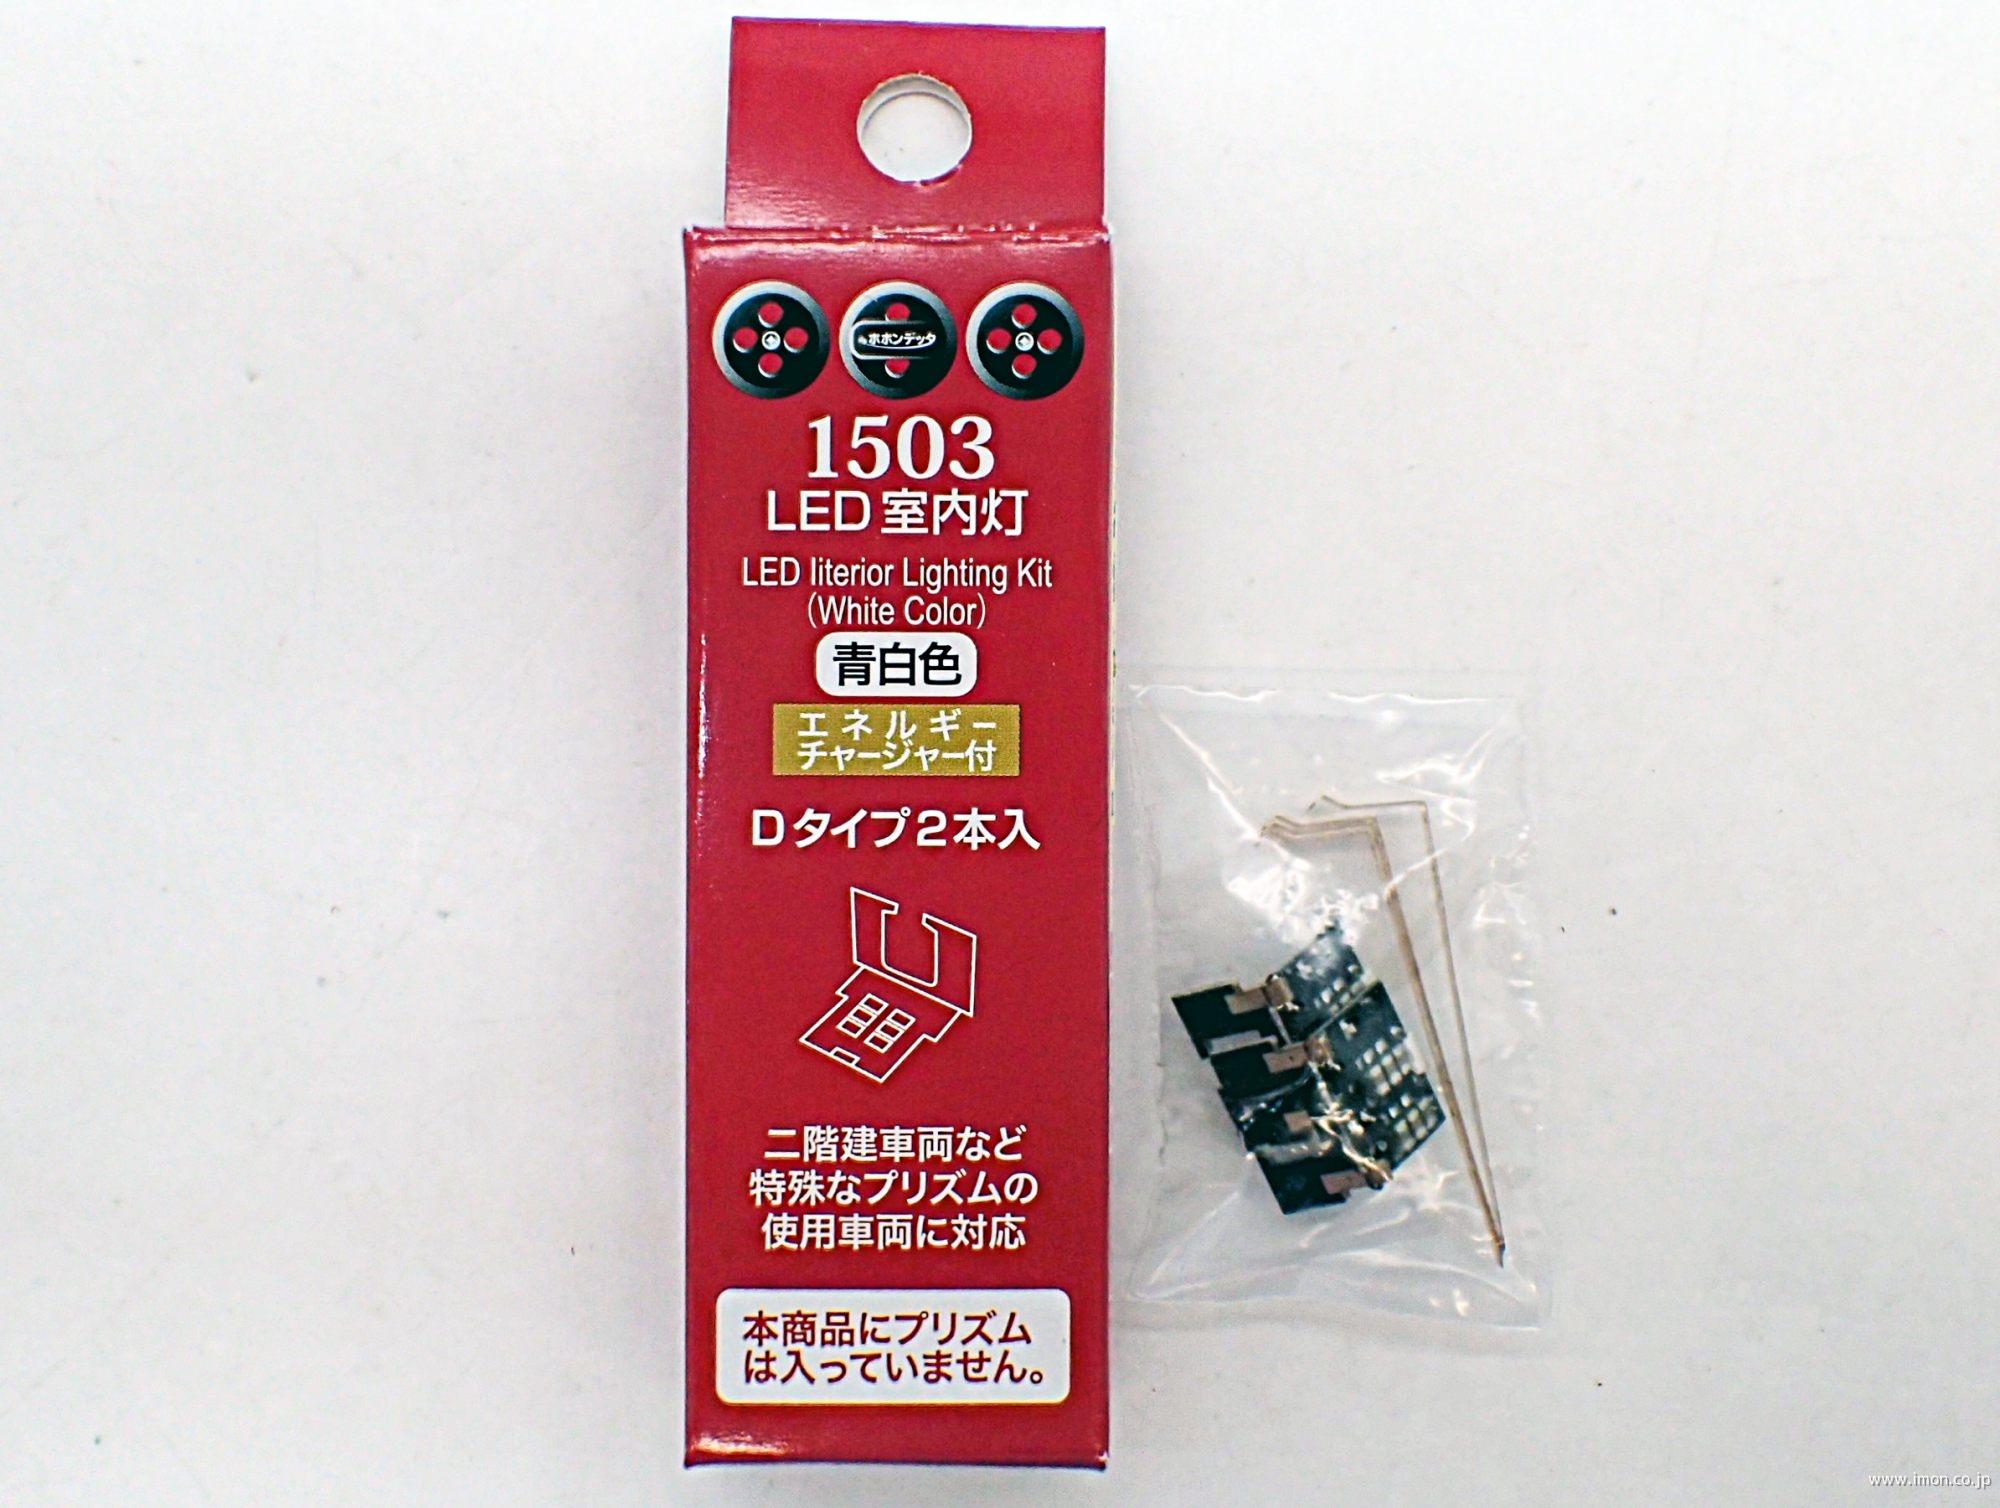 ポポンデッタ
1503
LED 室内灯
LED Iiterior Lighting Kit
(White Color)
青白色
エネルギー
チャージャー付
Dタイプ2本入
二階建車両など
特殊なプリズムの
使用車両に対応
本商品にプリズム
は入っていません。
www.imon.co.jp